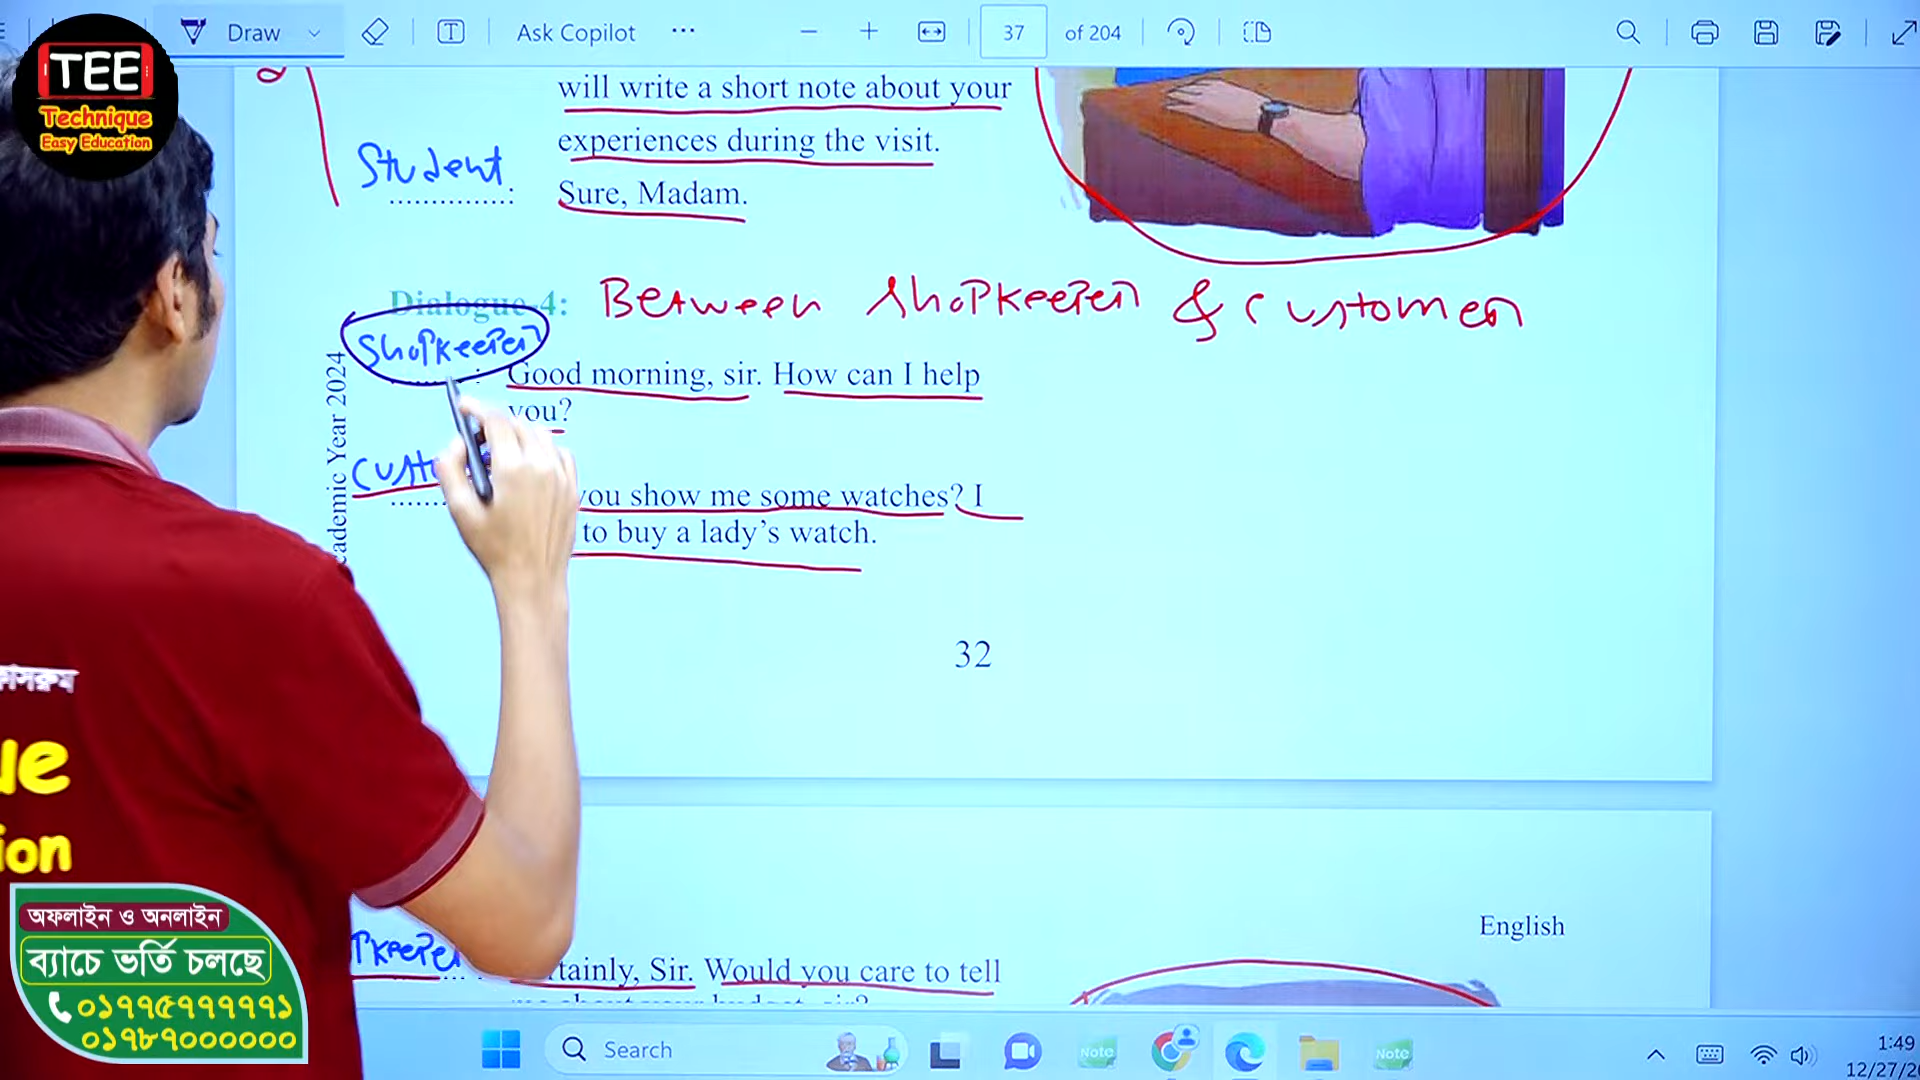 Draw
Ask Copilot
37 of 204
TEE
Technique
Easy Education
will write a short note about your
experiences during the visit.
Student
..............: Sure, Madam.
Dialogue-4: Between Shopkeeper & customer
Shopkeeper
Good morning, sir. How can I help
you?
Academic Year 2024
you show me some watches? I
to buy a lady's watch.
32
English
tainly, Sir. Would you care to tell
অফলাইন ও অনলাইন
ব্যাচে ভর্তি চলছে
০১৭৭৫৭৭৭৭৭১
০১৭৮৭০০০০০০
Search
Note
Note
1:49